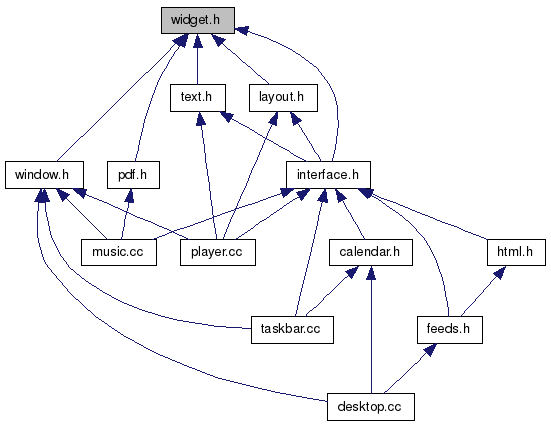 widget.h
text.h
layout.h
window.h
pdf.h
interface.h
music.cc
player.cc
calendar.h
html.h
taskbar.cc
feeds.h
desktop.cc